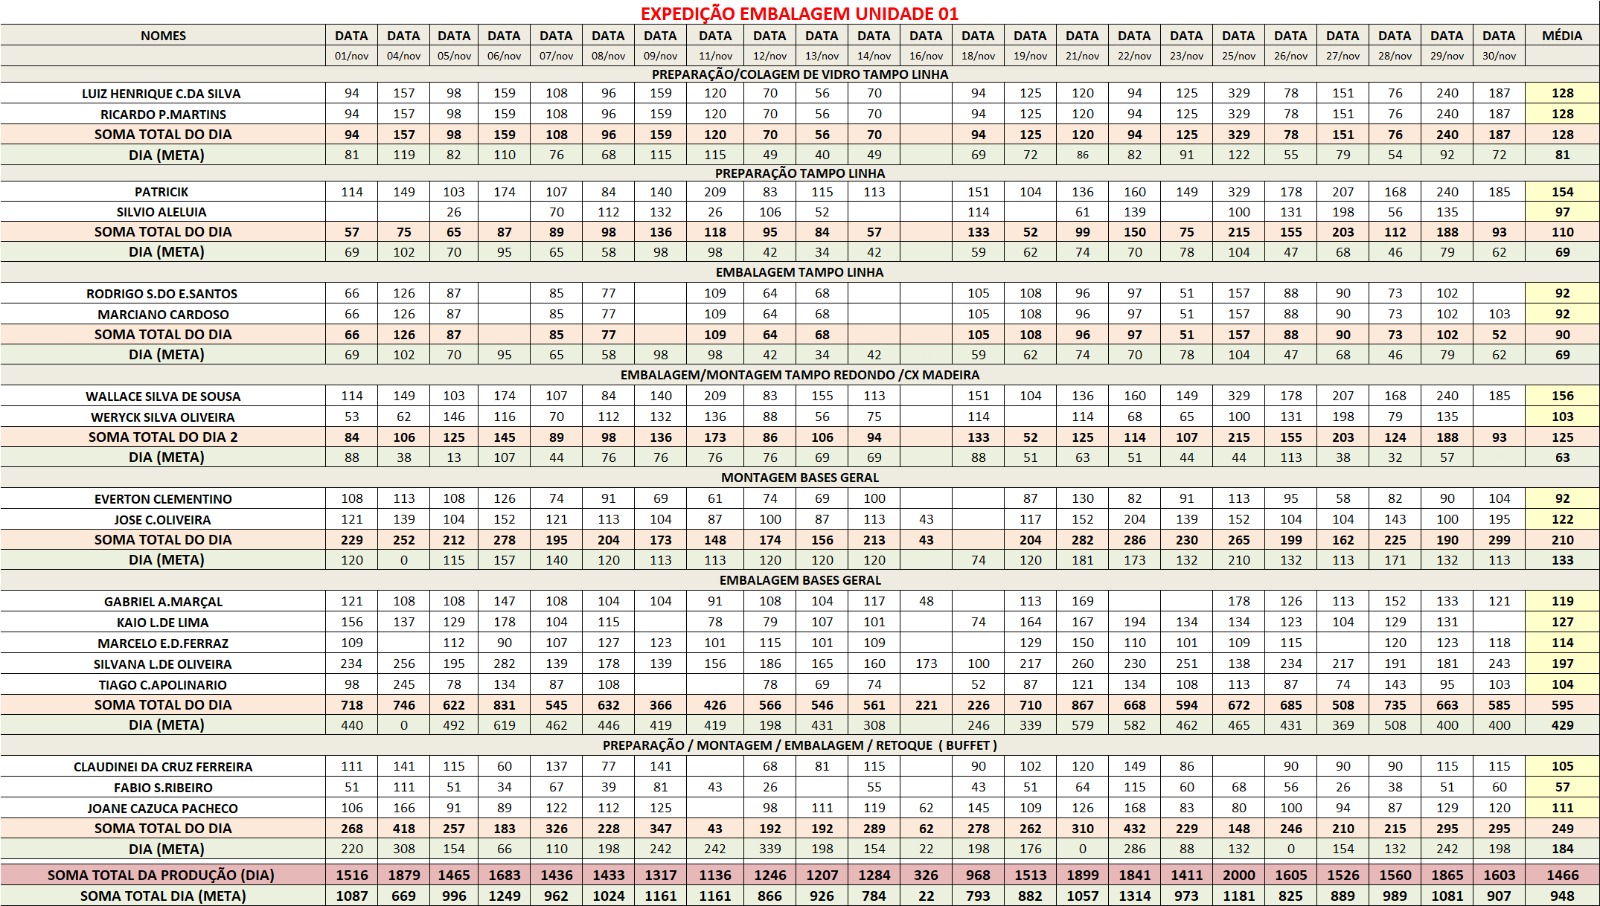 EXPEDIÇÃO EMBALAGEM UNIDADE 01
NOMES DATA DATA DATA DATA DATA DATA DATA DATA DATA DATA DATA DATA DATA DATA DATA DATA DATA DATA DATA DATA DATA DATA DATA MÉDIA
01/nov 04/nov 05/nov 06/nov 07/nov 08/nov 09/nov 11/nov 12/nov 13/nov 14/nov 16/nov 18/nov 19/nov 21/nov 22/nov 23/nov 25/nov 26/nov 27/nov 28/nov 29/nov 30/nov
PREPARAÇÃO/COLAGEM DE VIDRO TAMPO LINHA
LUIZ HENRIQUE C.DA SILVA 94 157 98 159 108 96 159 120 70 56 70 94 125 120 94 125 329 78 151 76 240 187 128
RICARDO P.MARTINS 94 157 98 159 108 96 159 120 70 56 70 94 125 120 94 125 329 78 151 76 240 187 128
SOMA TOTAL DO DIA 94 157 98 159 108 96 159 120 70 56 70 94 125 120 94 125 329 78 151 76 240 187 128
DIA (META) 81 119 82 110 76 68 115 115 49 40 49 69 72 86 82 91 122 55 79 54 92 72 81
PREPARAÇÃO TAMPO LINHA
PATRICIK 114 149 103 174 107 84 140 209 83 115 113 151 104 136 160 149 329 178 207 168 240 185 154
SILVIO ALELUIA 26 70 112 132 26 106 52 114 61 139 100 131 198 56 135 97
SOMA TOTAL DO DIA 57 75 65 87 89 98 136 118 95 84 57 133 52 99 150 75 215 155 203 112 188 93 110
DIA (META) 69 102 70 95 65 58 98 98 42 34 42 59 62 74 70 78 104 47 68 46 79 62 69
EMBALAGEM TAMPO LINHA
RODRIGO S.DO E.SANTOS 66 126 87 85 77 109 64 68 105 108 96 97 51 157 88 90 73 102 92
MARCIANO CARDOSO 66 126 87 85 77 109 64 68 105 108 96 97 51 157 88 90 73 102 103 92
SOMA TOTAL DO DIA 66 126 87 85 77 109 64 68 105 108 96 97 51 157 88 90 73 102 52 90
DIA (META) 69 102 70 95 65 58 98 98 42 34 42 59 62 74 70 78 104 47 68 46 79 62 69
EMBALAGEM/MONTAGEM TAMPO REDONDO /CX MADEIRA
WALLACE SILVA DE SOUSA 114 149 103 174 107 84 140 209 83 155 113 151 104 136 160 149 329 178 207 168 240 185 156
WERYCK SILVA OLIVEIRA 53 62 146 116 70 112 132 136 88 56 75 114 114 68 65 100 131 198 79 135 103
SOMA TOTAL DO DIA 2 84 106 125 145 89 98 136 173 86 106 94 133 52 125 114 107 215 155 203 124 188 93 125
DIA (META) 88 38 13 107 44 76 76 76 76 69 69 88 51 63 51 44 44 113 38 32 57 63
MONTAGEM BASES GERAL
EVERTON CLEMENTINO 108 113 108 126 74 91 69 61 74 69 100 87 130 82 91 113 95 58 82 90 104 92
JOSE C.OLIVEIRA 121 139 104 152 121 113 104 87 100 87 113 43 117 152 204 139 152 104 104 143 100 195 122
SOMA TOTAL DO DIA 229 252 212 278 195 204 173 148 174 156 213 43 204 282 286 230 265 199 162 225 190 299 210
DIA (META) 120 0 115 157 140 120 113 113 120 120 120 74 120 181 173 132 210 132 113 171 132 113 133
EMBALAGEM BASES GERAL
GABRIEL A.MARÇAL 121 108 108 147 108 104 104 91 108 104 117 48 113 169 178 126 113 152 133 121 119
KAIO L.DE LIMA 156 137 129 178 104 115 78 79 107 101 74 164 167 194 134 134 123 104 129 131 127
MARCELO E.D.FERRAZ 109 112 90 107 127 123 101 115 101 109 129 150 110 101 109 115 120 123 118 114
SILVANA L.DE OLIVEIRA 234 256 195 282 139 178 139 156 186 165 160 173 100 217 260 230 251 138 234 217 191 181 243 197
TIAGO C.APOLINARIO 98 245 78 134 87 108 78 69 74 52 87 121 134 108 113 87 74 143 95 103 104
SOMA TOTAL DO DIA 718 746 622 831 545 632 366 426 566 546 561 221 226 710 867 668 594 672 685 508 735 663 585 595
DIA (META) 440 0 492 619 462 446 419 419 198 431 308 246 339 579 582 462 465 431 369 508 400 400 429
PREPARAÇÃO / MONTAGEM / EMBALAGEM / RETOQUE ( BUFFET )
CLAUDINEI DA CRUZ FERREIRA 111 141 115 60 137 77 141 68 81 115 90 102 120 149 86 90 90 90 115 115 105
FABIO S.RIBEIRO 51 111 51 34 67 39 81 43 26 55 43 51 64 115 60 68 56 26 38 51 60 57
JOANE CAZUCA PACHECO 106 166 91 89 122 112 125 98 111 119 62 145 109 126 168 83 80 100 94 87 129 120 111
SOMA TOTAL DO DIA 268 418 257 183 326 228 347 43 192 192 289 62 278 262 310 432 229 148 246 210 215 295 295 249
DIA (META) 220 308 154 66 110 198 242 242 339 198 154 22 198 176 0 286 88 132 0 154 132 242 198 184
SOMA TOTAL DA PRODUÇÃO (DIA) 1516 1879 1465 1683 1436 1433 1317 1136 1246 1207 1284 326 968 1513 1899 1841 1411 2000 1605 1526 1560 1865 1603 1466
SOMA TOTAL DIA (META) 1087 669 996 1249 962 1024 1161 1161 866 926 784 22 793 882 1057 1314 973 1181 825 889 989 1081 907 948